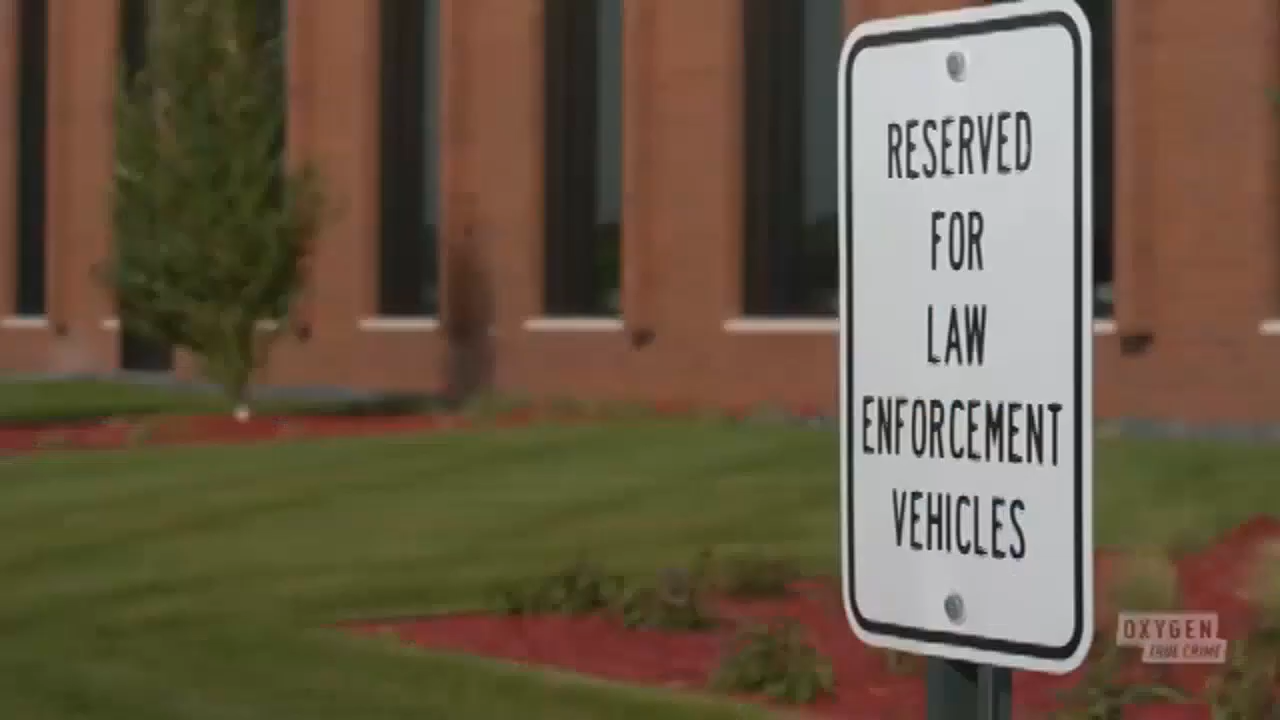 RESERVED
FOR
LAW
ENFORCEMENT
VEHICLES
OXYGEN
TRUE CRIME